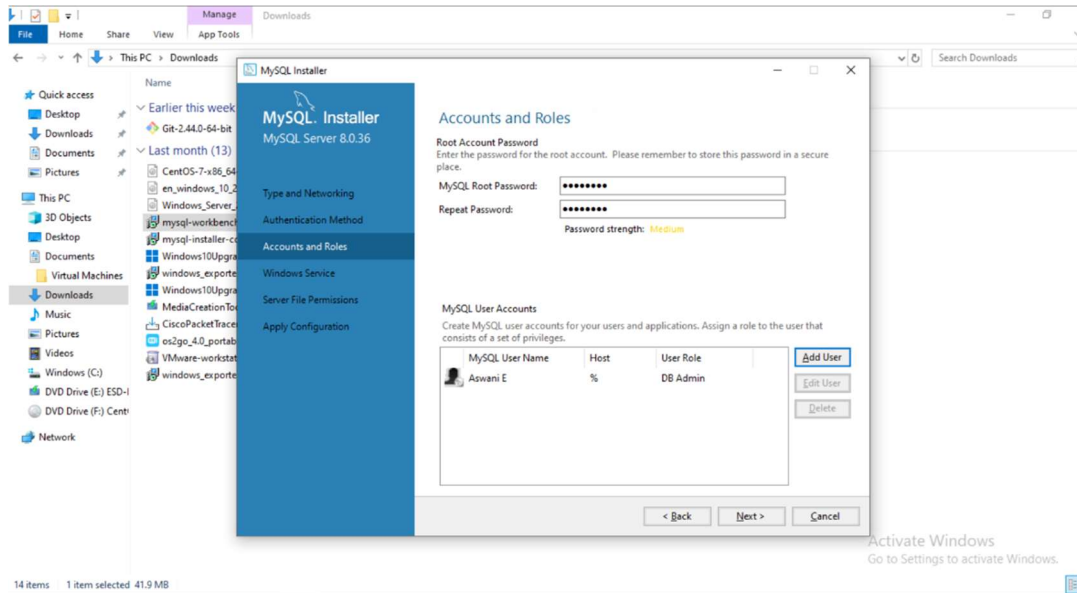 Manage
Downloads
File
Home
Share
View
App Tools
This PC > Downloads
Search Downloads
Quick access
Desktop
Downloads
Documents
Pictures
This PC
3D Objects
Desktop
Documents
Virtual Machines
Downloads
Music
Pictures
Videos
Windows (C:)
DVD Drive (E:) ESD-I
DVD Drive (F:) Cent
Network
Name
Earlier this week
Git-2.44.0-64-bit
Last month (13)
CentOS-7-x86_64
en_windows_10_2
Windows_Server_
mysql-workbench
mysql-installer-co
Windows10Upgra
windows_exporte
Windows10Upgra
MediaCreationToo
CiscoPacketTracer
os2go_4.0_portab
VMware-workstat
windows_exporte
MySQL Installer
MySQL. Installer
MySQL Server 8.0.36
Type and Networking
Authentication Method
Accounts and Roles
Windows Service
Server File Permissions
Apply Configuration
Accounts and Roles
Root Account Password
Enter the password for the root account. Please remember to store this password in a secure
place.
MySQL Root Password: ••••••••
Repeat Password: ••••••••
Password strength: Medium
MySQL User Accounts
Create MySQL user accounts for your users and applications. Assign a role to the user that
consists of a set of privileges.
MySQL User Name Host User Role
Aswani E % DB Admin
Add User
Edit User
Delete
< Back
Next >
Cancel
Activate Windows
Go to Settings to activate Windows.
14 items 1 item selected 41.9 MB